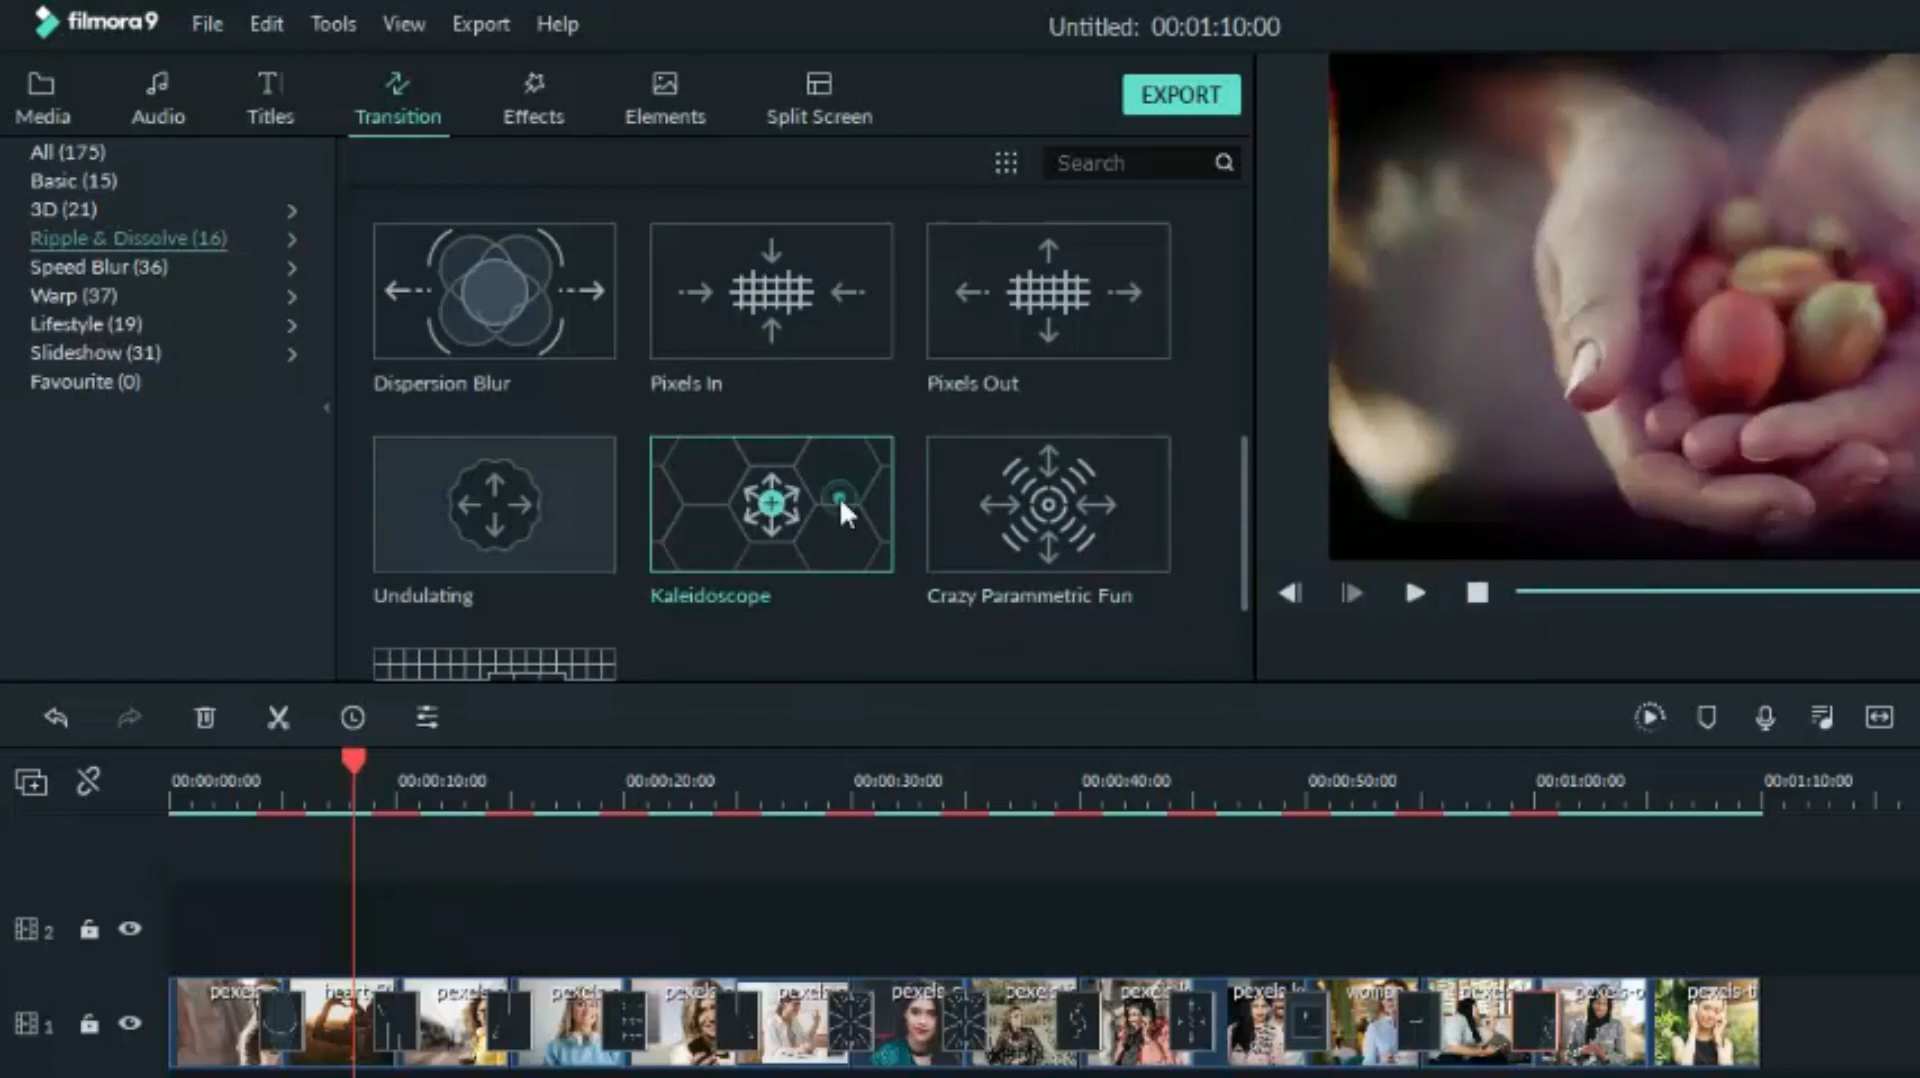 filmora9 File Edit Tools View Export Help
Untitled: 00:01:10:00
Media Audio Titles Transition Effects Elements Split Screen
EXPORT
All (175)
Basic (15)
3D (21)
Ripple & Dissolve (16)
Speed Blur (36)
Warp (37)
Lifestyle (19)
Slideshow (31)
Favourite (0)
Search
Dispersion Blur Pixels In Pixels Out
Undulating Kaleidoscope Crazy Parammetric Fun
00:00:00:00 00:00:10:00 00:00:20:00 00:00:30:00 00:00:40:00 00:00:50:00 00:01:00:00 00:01:10:00
2
1
pexels-t